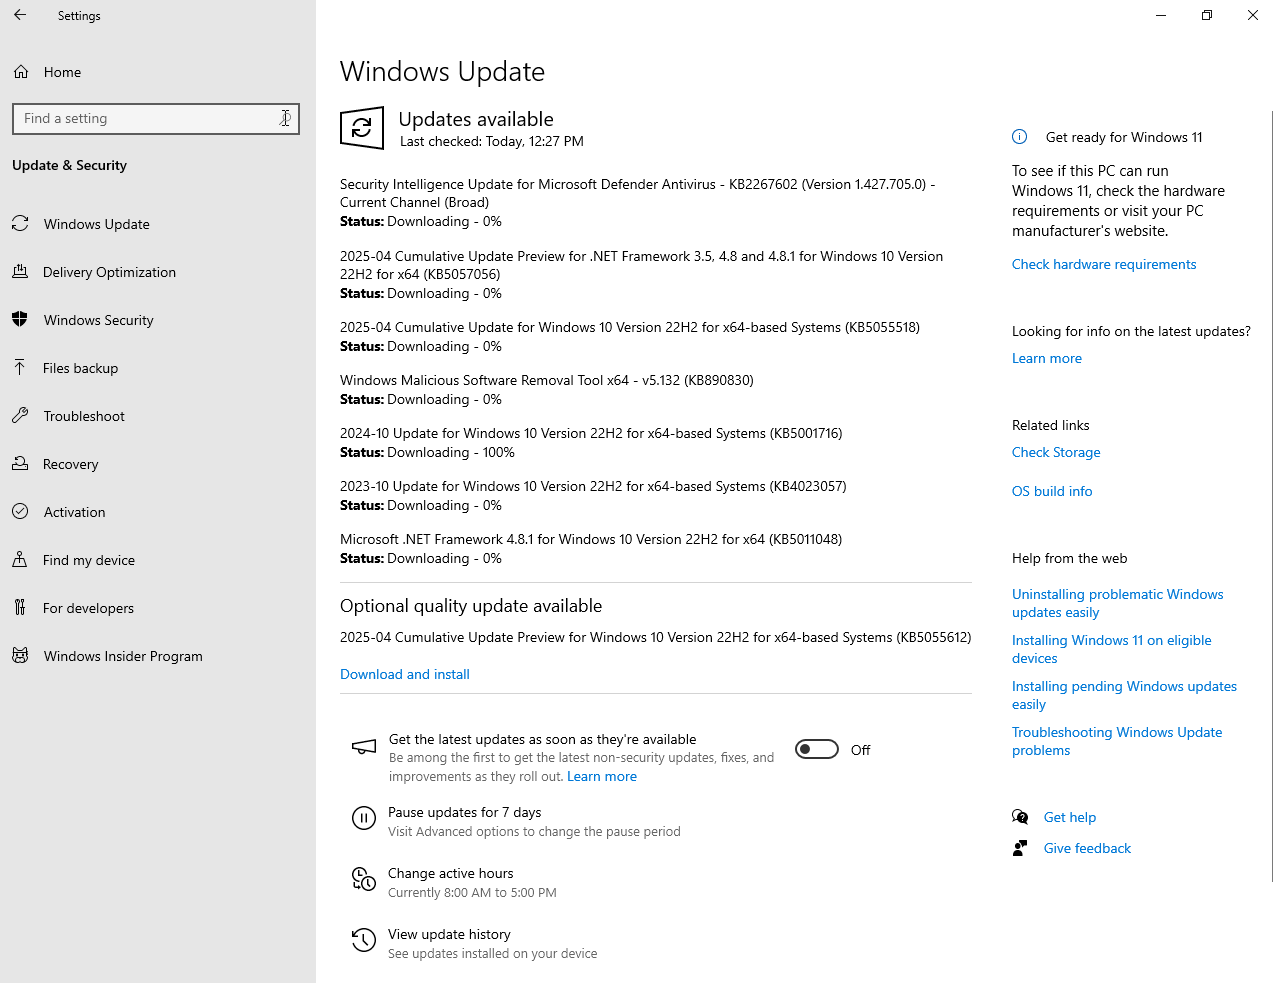 Settings
Home
Find a setting
Update & Security
Windows Update
Delivery Optimization
Windows Security
Files backup
Troubleshoot
Recovery
Activation
Find my device
For developers
Windows Insider Program
Windows Update
Updates available
Last checked: Today, 12:27 PM
Security Intelligence Update for Microsoft Defender Antivirus - KB2267602 (Version 1.427.705.0) -
Current Channel (Broad)
Status: Downloading - 0%
2025-04 Cumulative Update Preview for .NET Framework 3.5, 4.8 and 4.8.1 for Windows 10 Version
22H2 for x64 (KB5057056)
Status: Downloading - 0%
2025-04 Cumulative Update for Windows 10 Version 22H2 for x64-based Systems (KB5055518)
Status: Downloading - 0%
Windows Malicious Software Removal Tool x64 - v5.132 (KB890830)
Status: Downloading - 0%
2024-10 Update for Windows 10 Version 22H2 for x64-based Systems (KB5001716)
Status: Downloading - 100%
2023-10 Update for Windows 10 Version 22H2 for x64-based Systems (KB4023057)
Status: Downloading - 0%
Microsoft .NET Framework 4.8.1 for Windows 10 Version 22H2 for x64 (KB5011048)
Status: Downloading - 0%
Optional quality update available
2025-04 Cumulative Update Preview for Windows 10 Version 22H2 for x64-based Systems (KB5055612)
Download and install
Get the latest updates as soon as they're available
Be among the first to get the latest non-security updates, fixes, and
improvements as they roll out. Learn more
Off
Pause updates for 7 days
Visit Advanced options to change the pause period
Change active hours
Currently 8:00 AM to 5:00 PM
View update history
See updates installed on your device
Get ready for Windows 11
To see if this PC can run
Windows 11, check the hardware
requirements or visit your PC
manufacturer's website.
Check hardware requirements
Looking for info on the latest updates?
Learn more
Related links
Check Storage
OS build info
Help from the web
Uninstalling problematic Windows
updates easily
Installing Windows 11 on eligible
devices
Installing pending Windows updates
easily
Troubleshooting Windows Update
problems
Get help
Give feedback